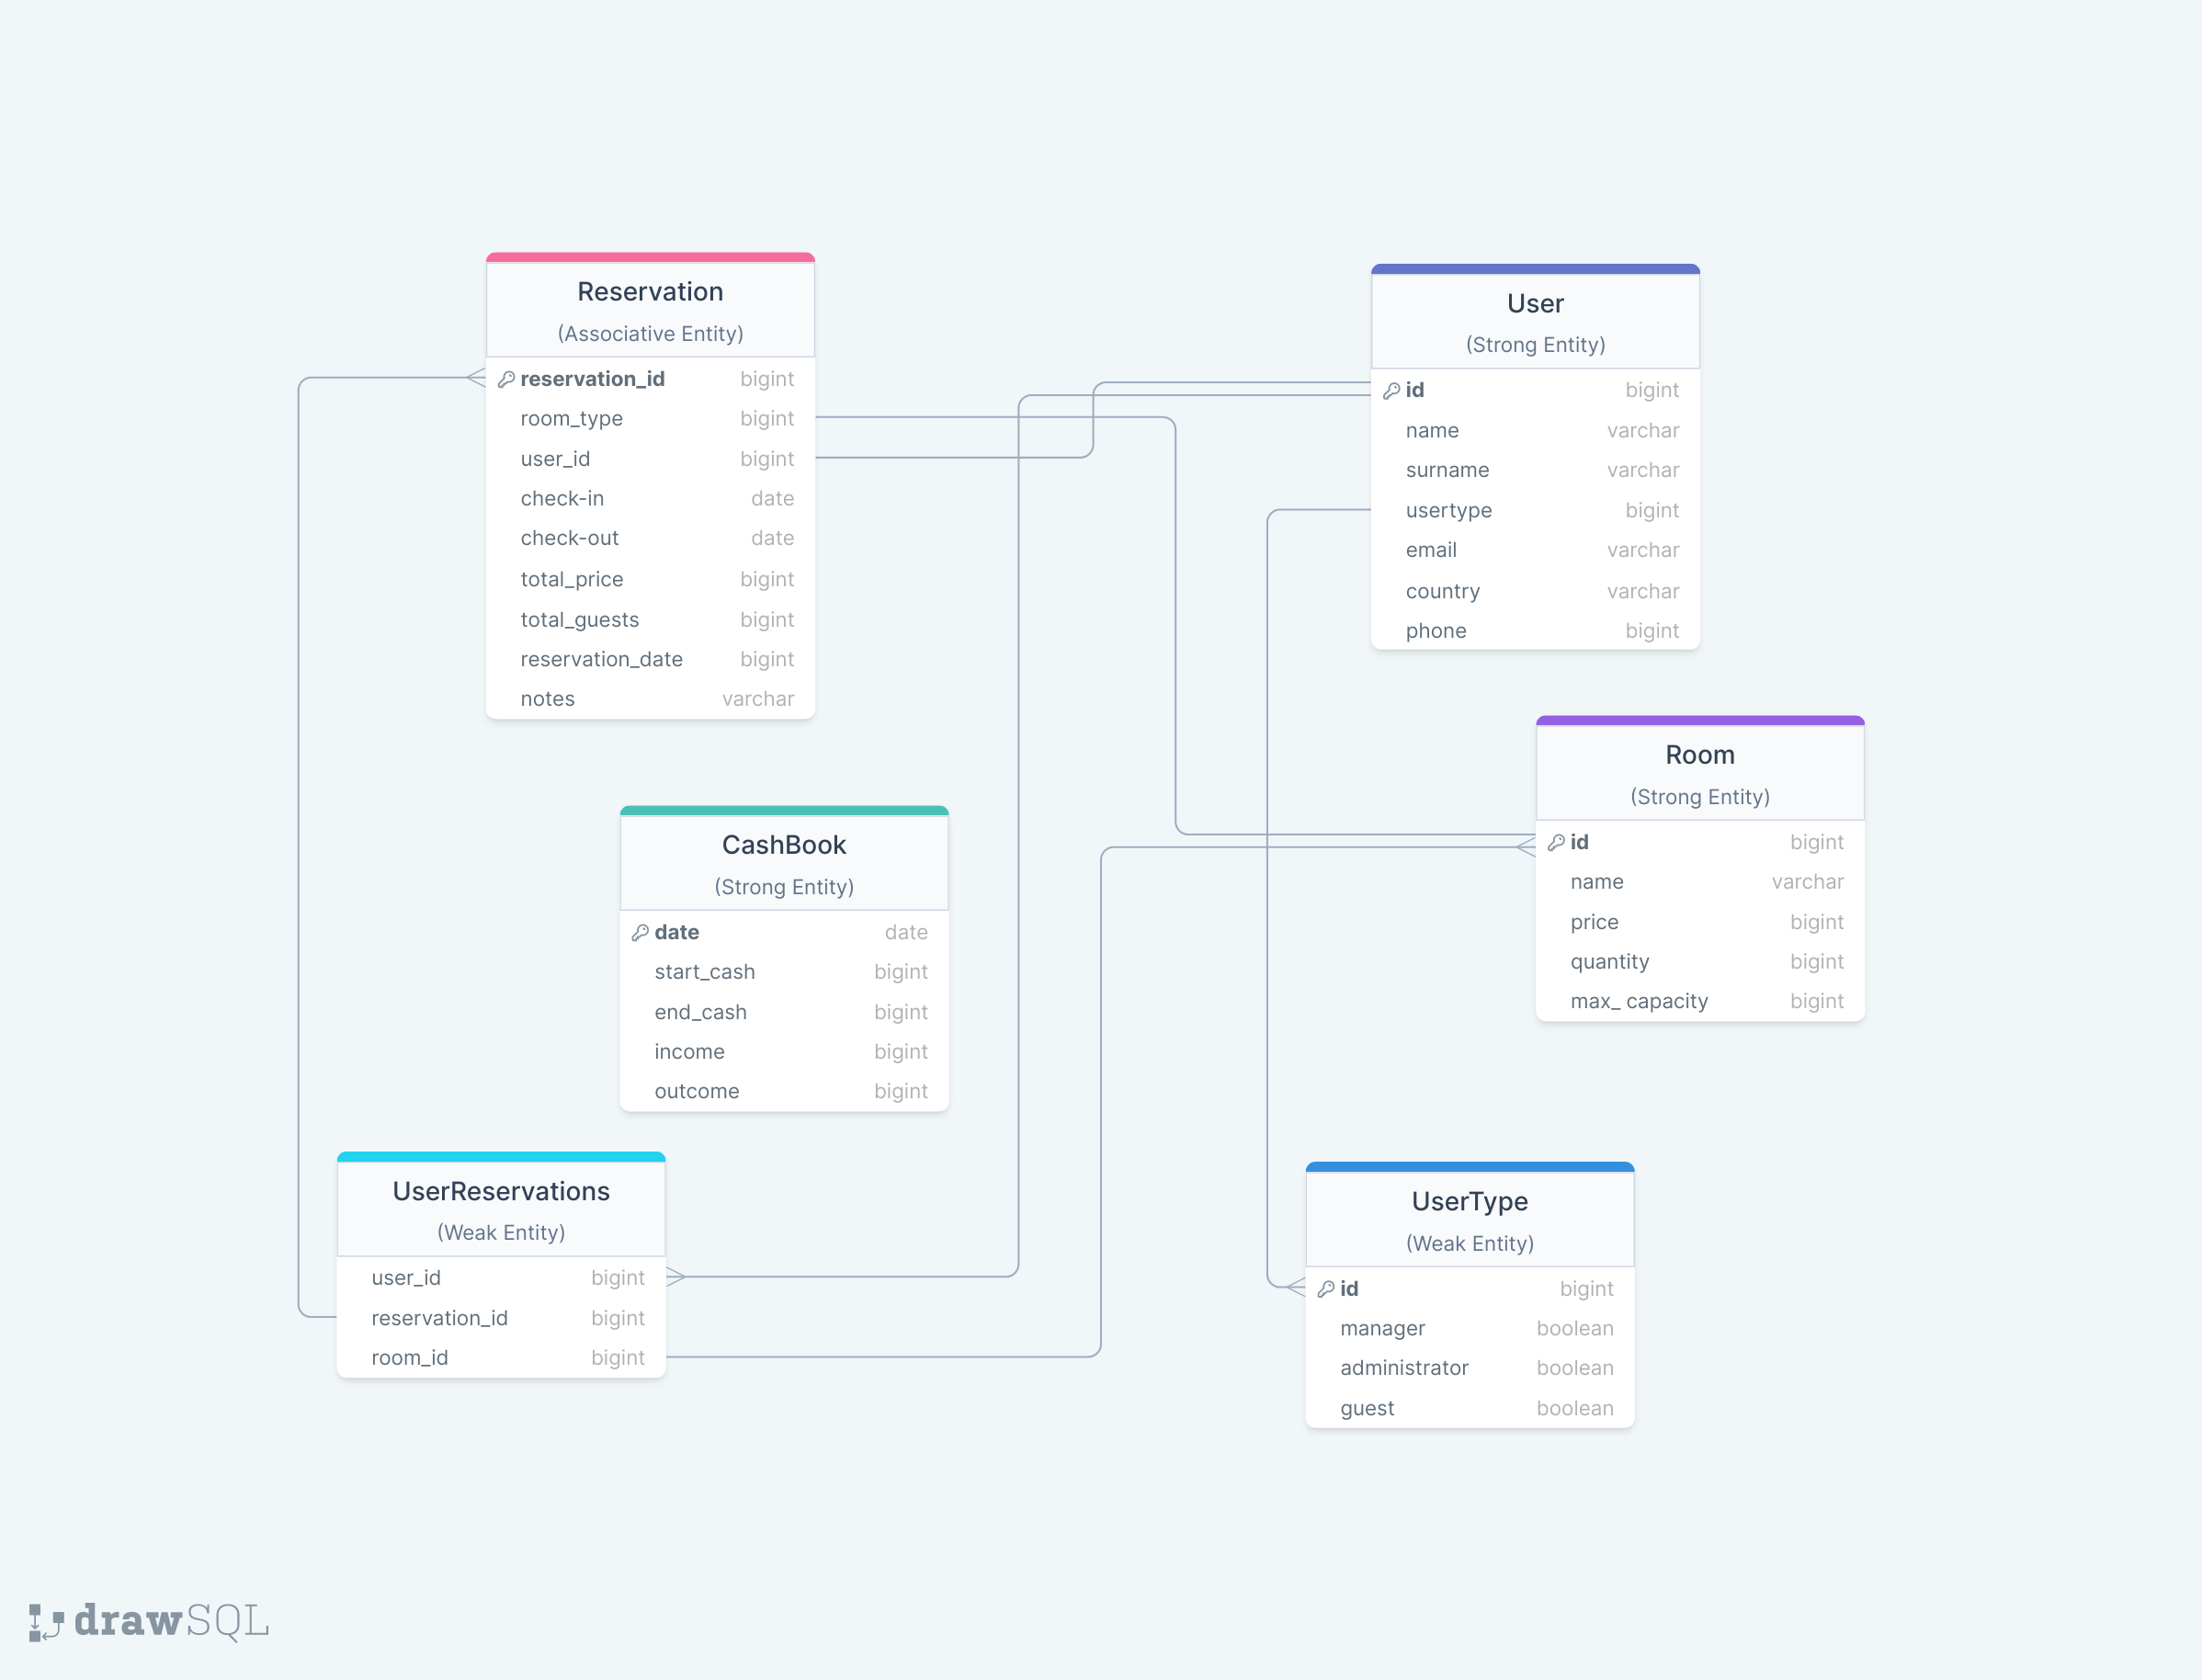 Reservation
(Associative Entity)
reservation_id bigint
room_type bigint
user_id bigint
check-in date
check-out date
total_price bigint
total_guests bigint
reservation_date bigint
notes varchar
User
(Strong Entity)
id bigint
name varchar
surname varchar
usertype bigint
email varchar
country varchar
phone bigint
Room
(Strong Entity)
id bigint
name varchar
price bigint
quantity bigint
max_ capacity bigint
CashBook
(Strong Entity)
date date
start_cash bigint
end_cash bigint
income bigint
outcome bigint
UserReservations
(Weak Entity)
user_id bigint
reservation_id bigint
room_id bigint
UserType
(Weak Entity)
id bigint
manager boolean
administrator boolean
guest boolean
drawSQL